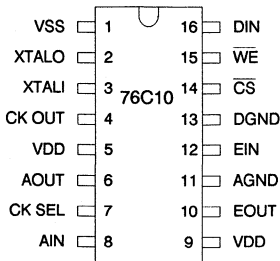 VSS 1 16 DIN
XTALO 2 15 WE
XTALI 3 14 CS
76C10
CK OUT 4 13 DGND
VDD 5 12 EIN
AOUT 6 11 AGND
CK SEL 7 10 EOUT
AIN 8 9 VDD